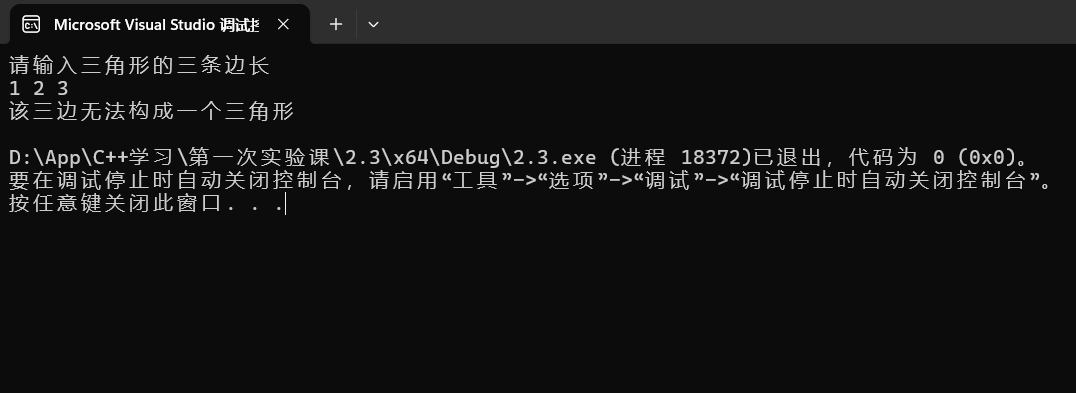 Microsoft Visual Studio 调试控
请输入三角形的三条边长
1 2 3
该三边无法构成一个三角形
D:\App\C++学习\第一次实验课\2.3\x64\Debug\2.3.exe (进程 18372)已退出，代码为 0 (0x0)。
要在调试停止时自动关闭控制台，请启用“工具”->“选项”->“调试”->“调试停止时自动关闭控制台”。
按任意键关闭此窗口. . .